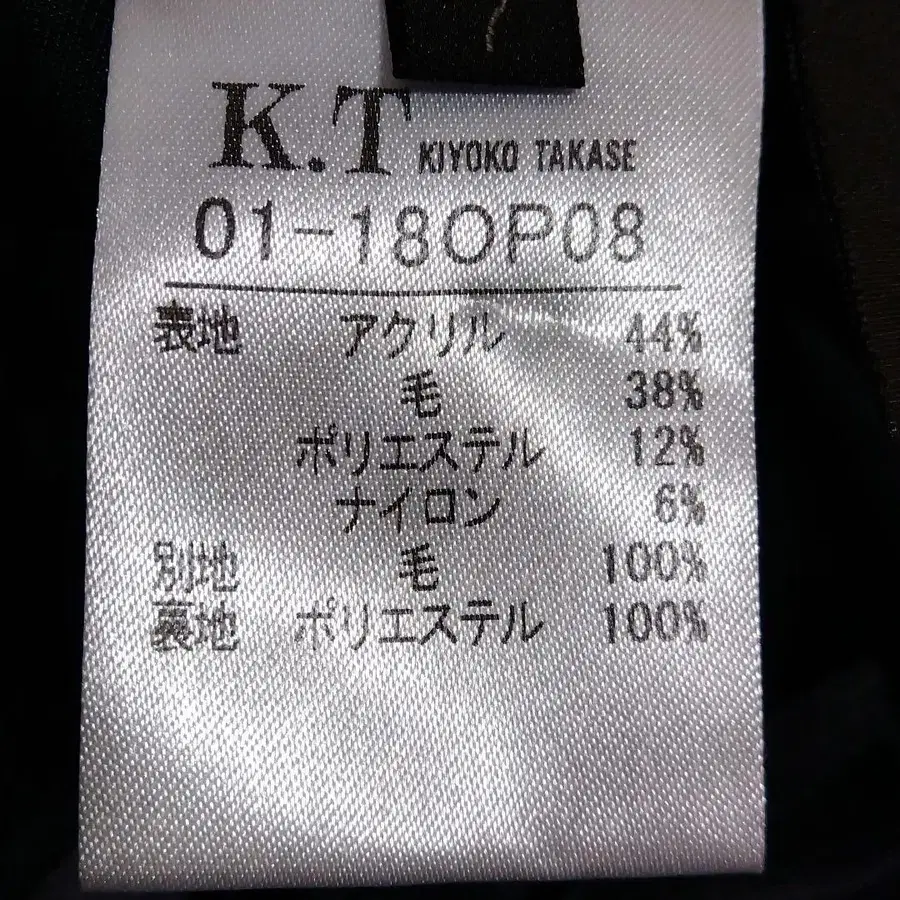 K.T KIYOKO TAKASE
01-18OP08
表地 アクリル 44%
毛 38%
ポリエステル 12%
ナイロン 6%
別地 毛 100%
裏地 ポリエステル 100%